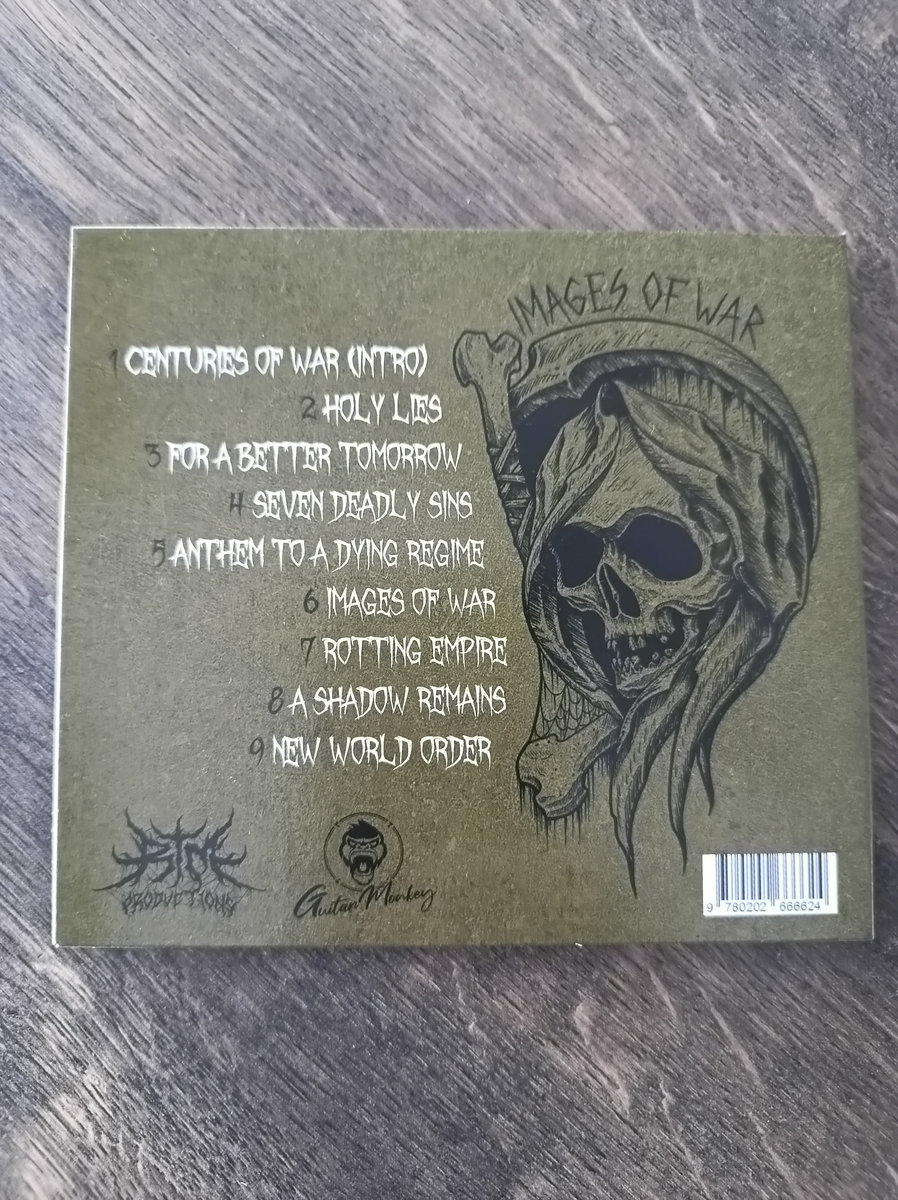 IMAGES OF WAR
1 CENTURIES OF WAR (INTRO)
2 HOLY LIES
3 FOR A BETTER TOMORROW
4 SEVEN DEADLY SINS
5 ANTHEM TO A DYING REGIME
6 IMAGES OF WAR
7 ROTTING EMPIRE
8 A SHADOW REMAINS
9 NEW WORLD ORDER
BTM
PRODUCTIONS
Guitar Monkey
9 780202 666624